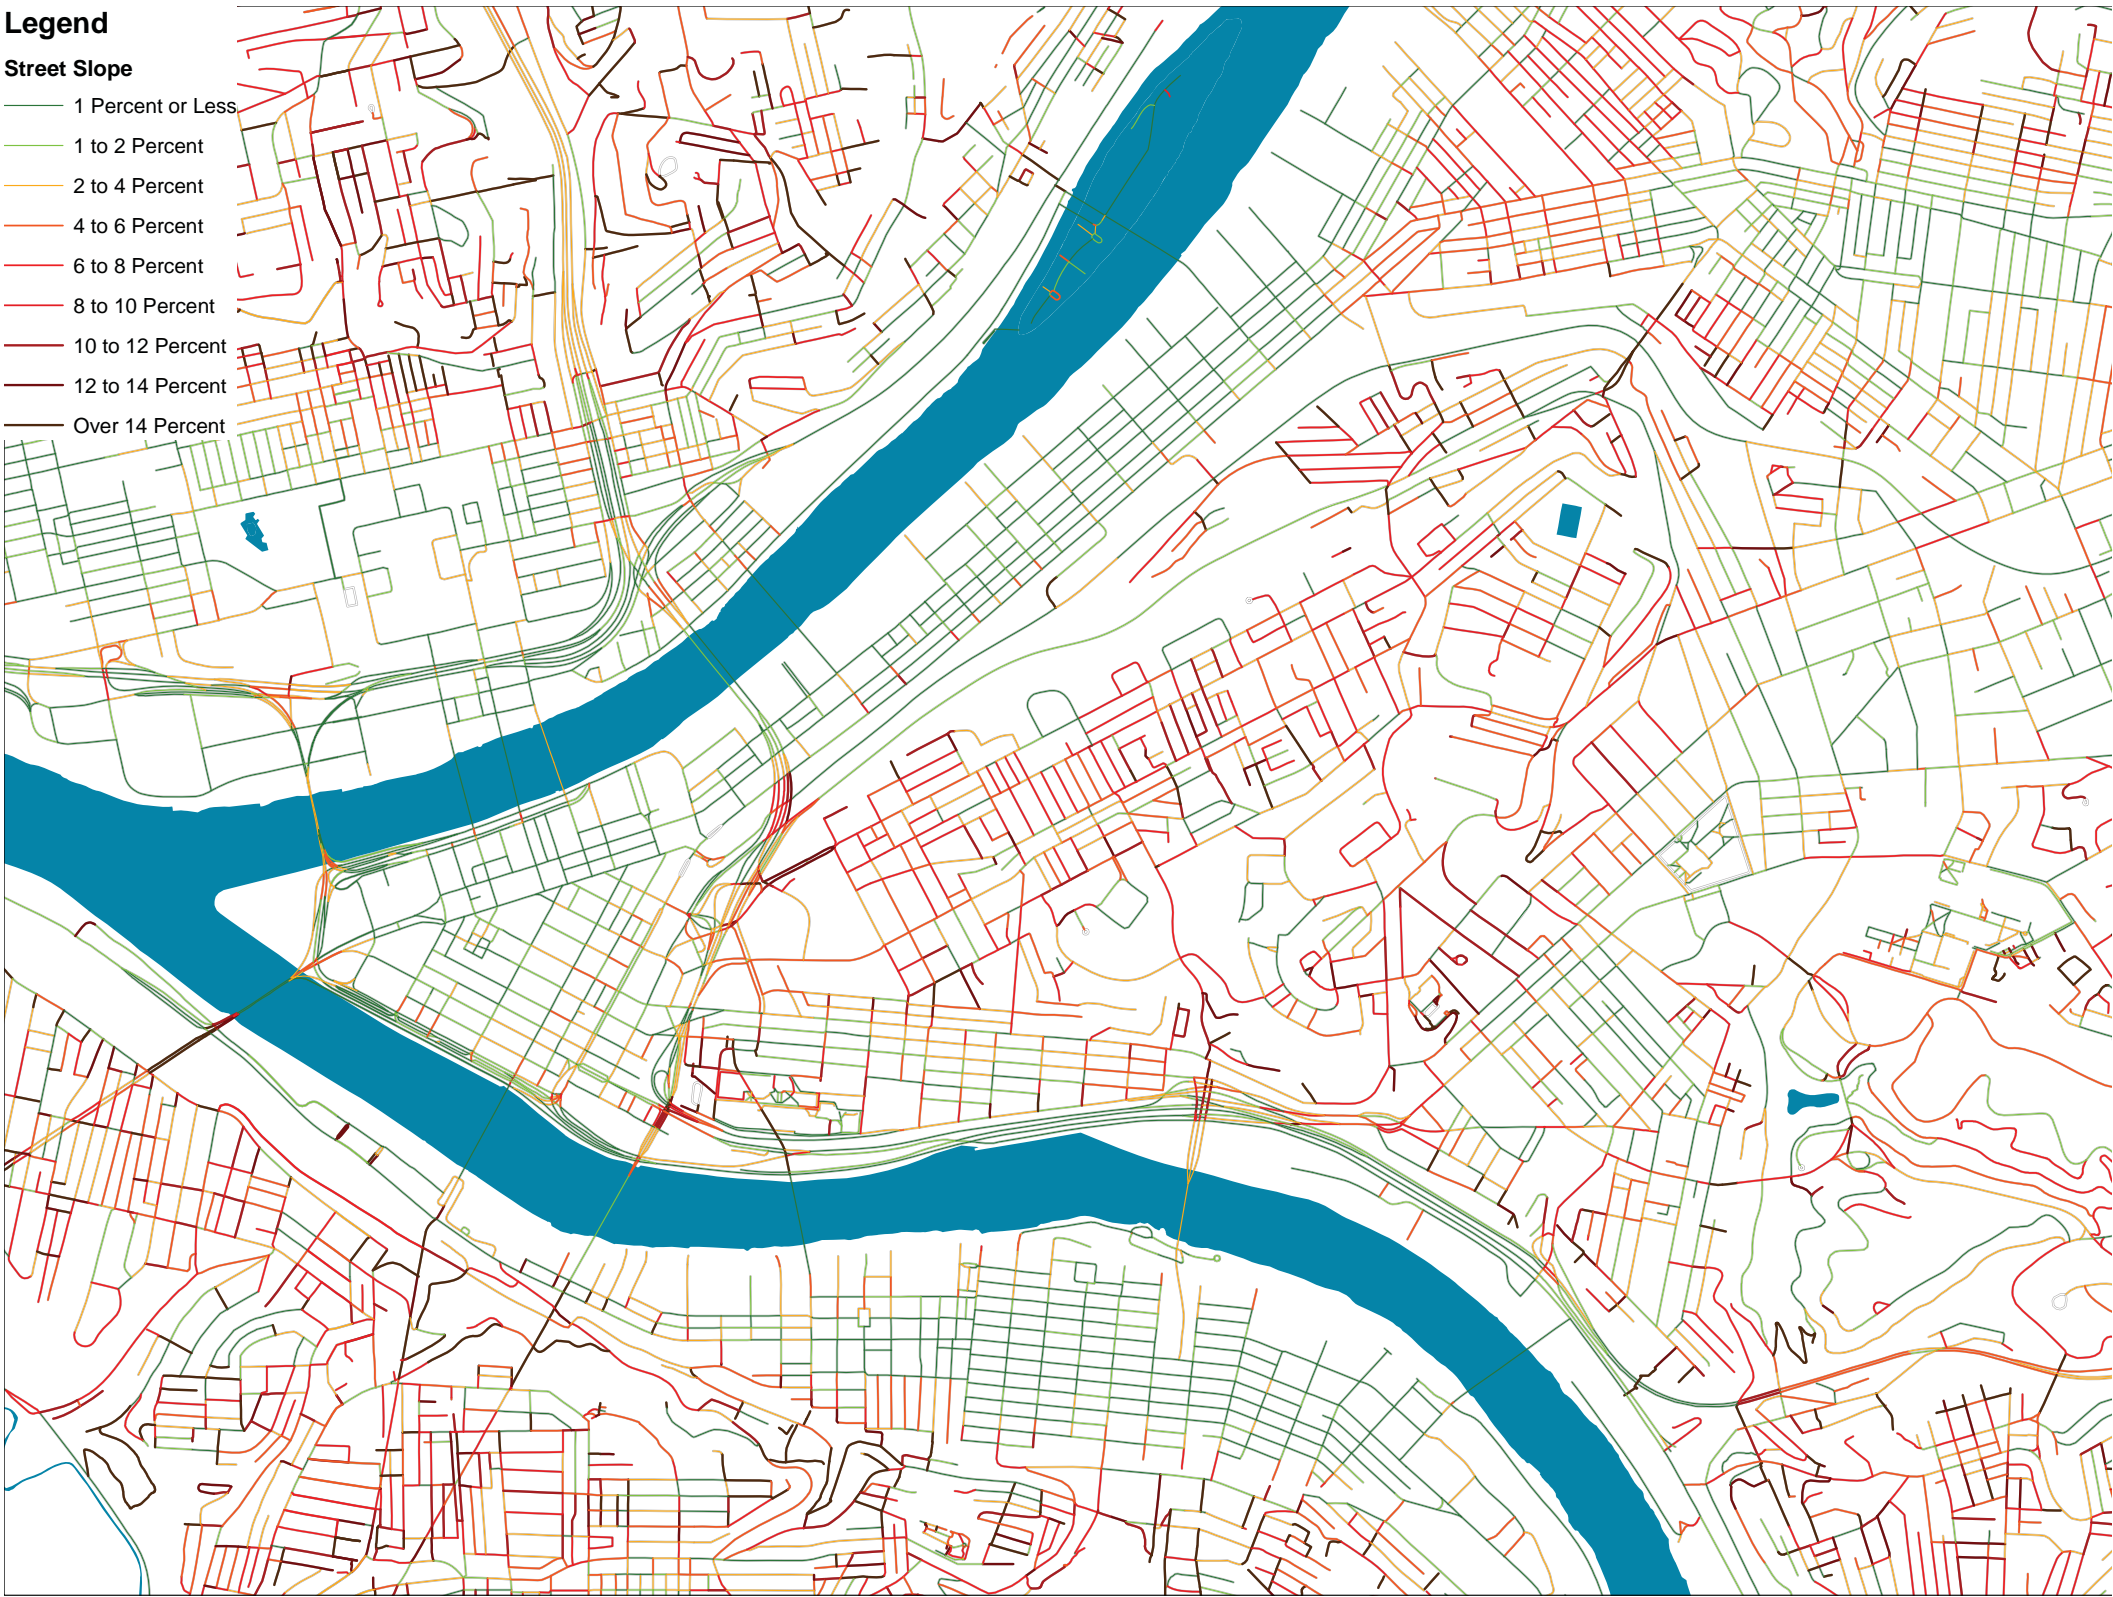 Legend
Street Slope
1 Percent or Less
1 to 2 Percent
2 to 4 Percent
4 to 6 Percent
6 to 8 Percent
8 to 10 Percent
10 to 12 Percent
12 to 14 Percent
Over 14 Percent